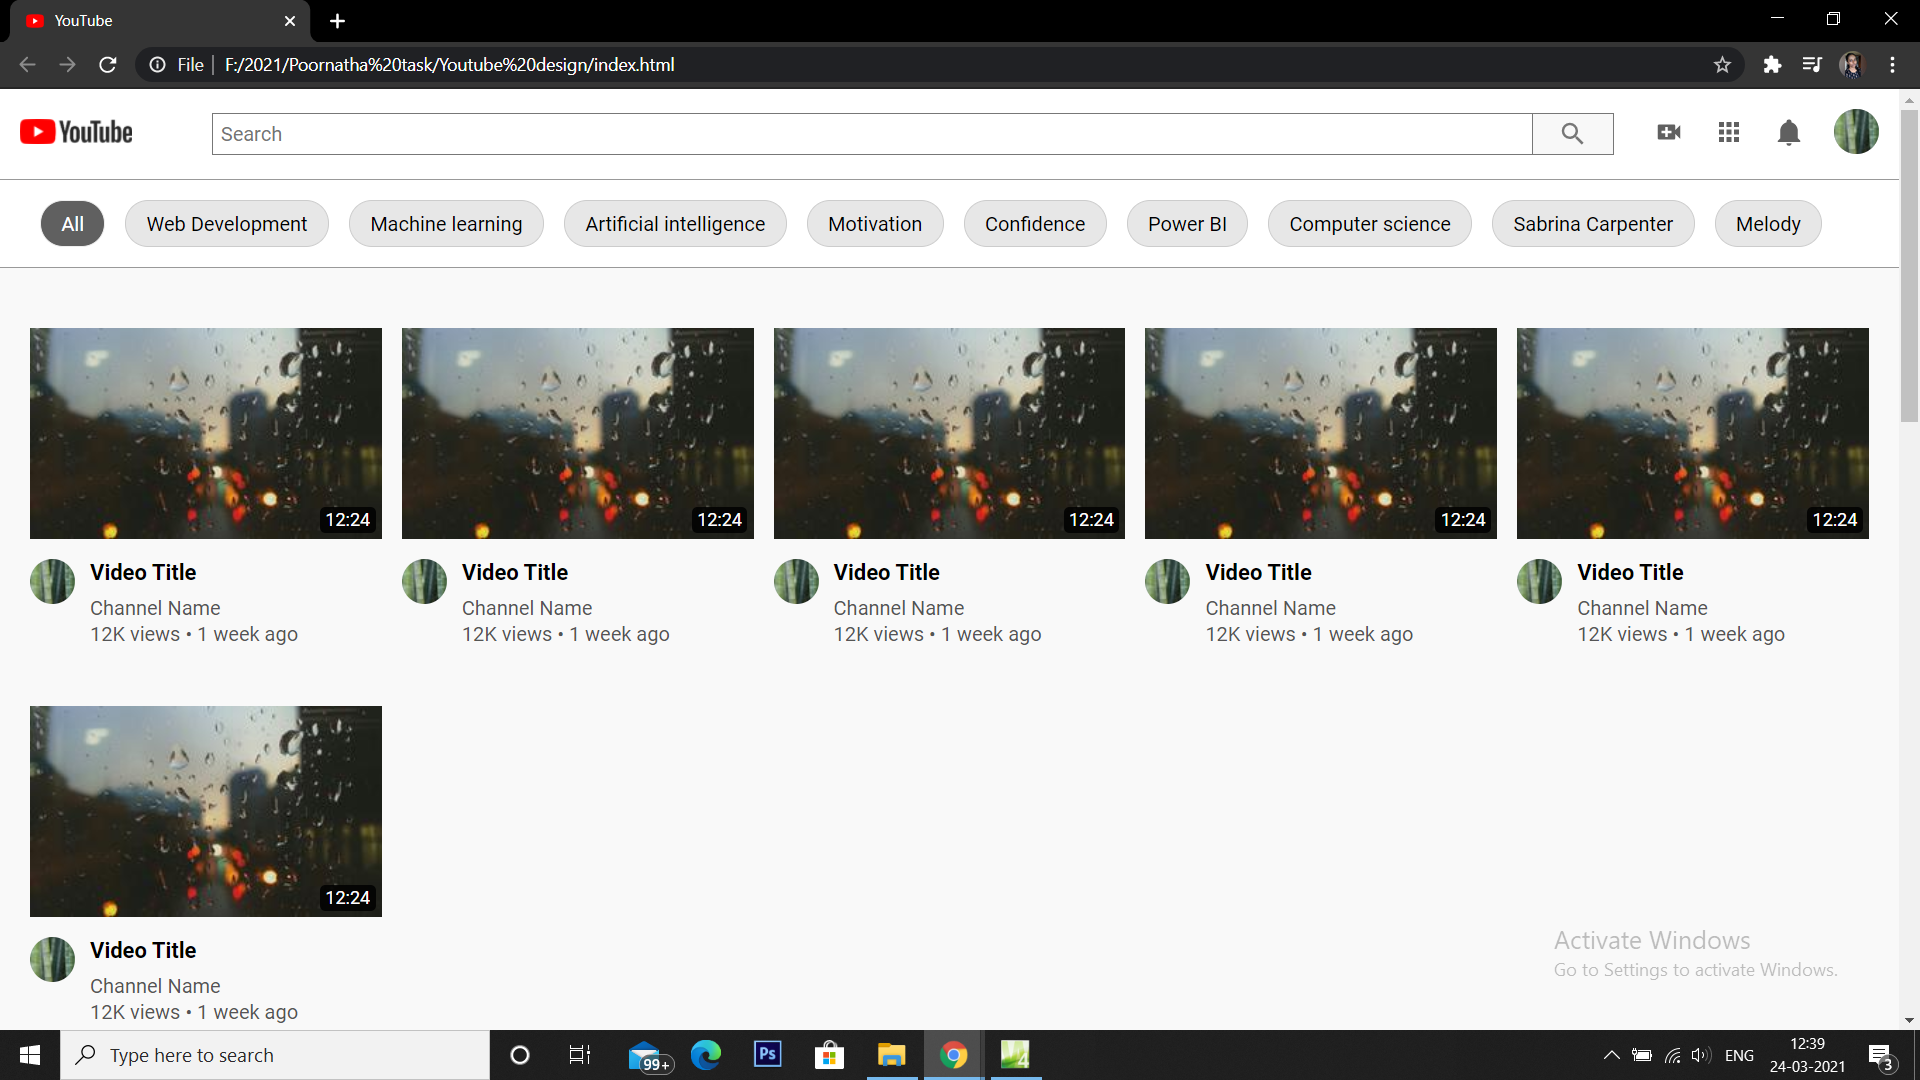 YouTube
File F:/2021/Poornatha%20task/Youtube%20design/index.html
YouTube
Search
All Web Development Machine learning Artificial intelligence Motivation Confidence Power BI Computer science Sabrina Carpenter Melody
12:24 12:24 12:24 12:24 12:24
Video Title Video Title Video Title Video Title Video Title
Channel Name Channel Name Channel Name Channel Name Channel Name
12K views • 1 week ago 12K views • 1 week ago 12K views • 1 week ago 12K views • 1 week ago 12K views • 1 week ago
12:24
Video Title
Channel Name
12K views • 1 week ago
Activate Windows
Go to Settings to activate Windows.
Type here to search
99+
Ps
4
ENG
12:39
24-03-2021
3